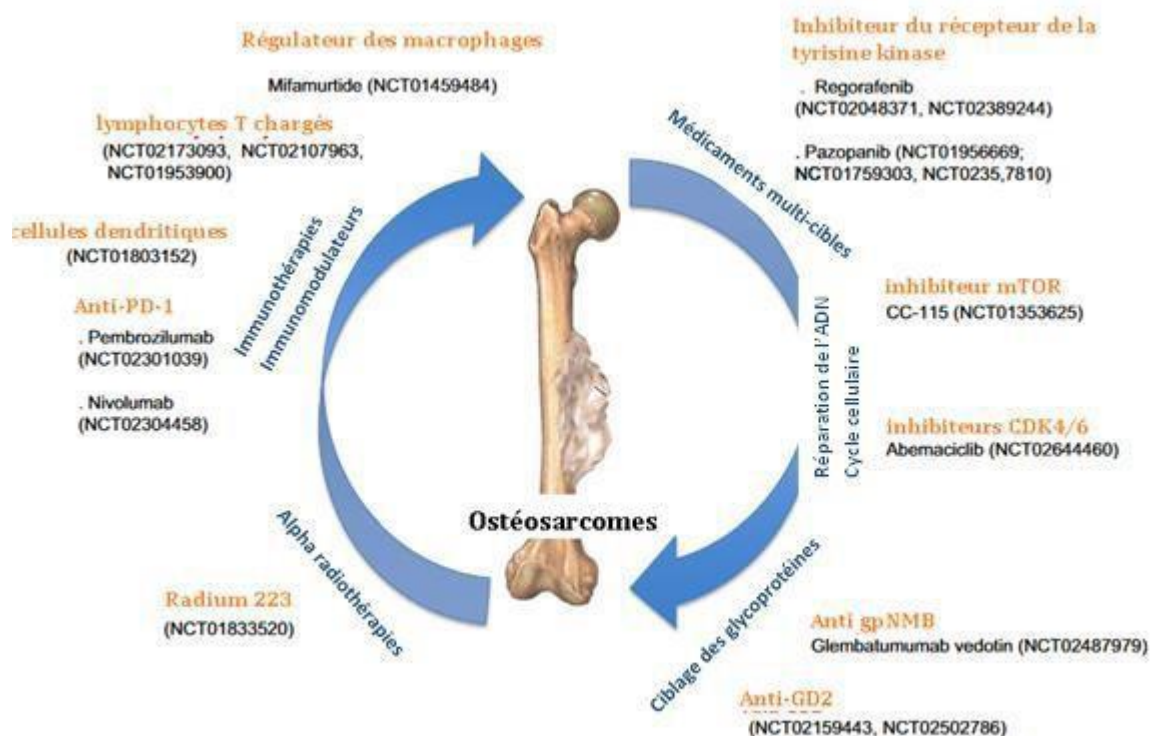 Régulateur des macrophages
Mifamurtide (NCT01459484)
lymphocytes T chargés
(NCT02173093, NCT02107963,
NCT01953900)
cellules dendritiques
(NCT01803152)
Anti-PD-1
. Pembrozilumab
(NCT02301039)
. Nivolumab
(NCT02304458)
Immunothérapies
Immunomodulateurs
Alpha radiothérapies
Radium 223
(NCT01833520)
Ostéosarcomes
Inhibiteur du récepteur de la
tyrisine kinase
. Regorafenib
(NCT02048371, NCT02389244)
. Pazopanib (NCT01956669;
NCT01759303, NCT0235,7810)
Médicaments multi-cibles
inhibiteur mTOR
CC-115 (NCT01353625)
Réparation de l'ADN
Cycle cellulaire
inhibiteurs CDK4/6
Abemaciclib (NCT02644460)
Ciblage des glycoprotéines
Anti gpNMB
Glembatumumab vedotin (NCT02487979)
Anti-GD2
(NCT02159443, NCT02502786)